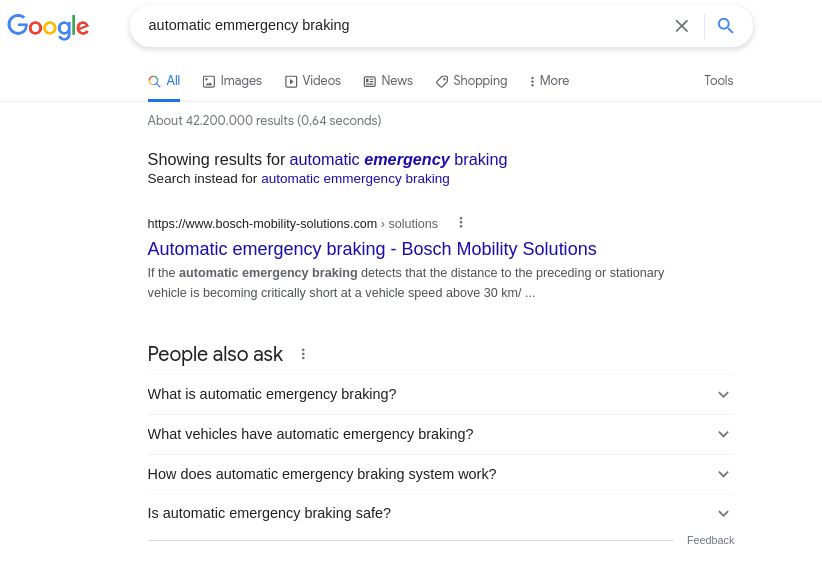 Google
automatic emmergency braking
All Images Videos News Shopping More Tools
About 42.200.000 results (0,64 seconds)
Showing results for automatic emergency braking
Search instead for automatic emmergency braking
https://www.bosch-mobility-solutions.com › solutions
Automatic emergency braking - Bosch Mobility Solutions
If the automatic emergency braking detects that the distance to the preceding or stationary
vehicle is becoming critically short at a vehicle speed above 30 km/ ...
People also ask
What is automatic emergency braking?
What vehicles have automatic emergency braking?
How does automatic emergency braking system work?
Is automatic emergency braking safe?
Feedback